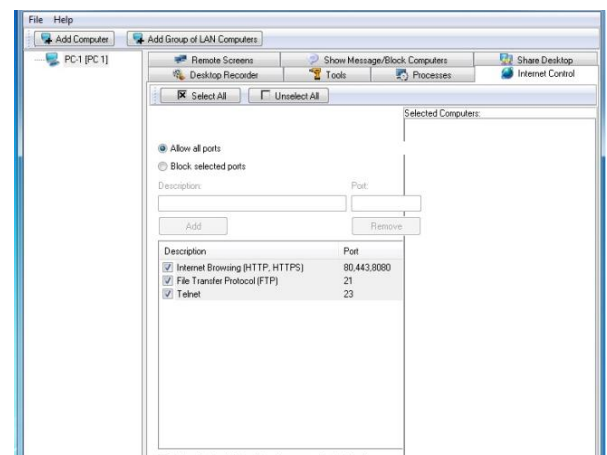 File Help
Add Computer Add Group of LAN Computers
PC-1 [PC 1]
Remote Screens Show Message/Block Computers Share Desktop
Desktop Recorder Tools Processes Internet Control
Select All Unselect All
Selected Computers:
Allow all ports
Block selected ports
Description: Port:
Add Remove
Description Port
Internet Browsing (HTTP, HTTPS) 80,443,8080
File Transfer Protocol (FTP) 21
Telnet 23